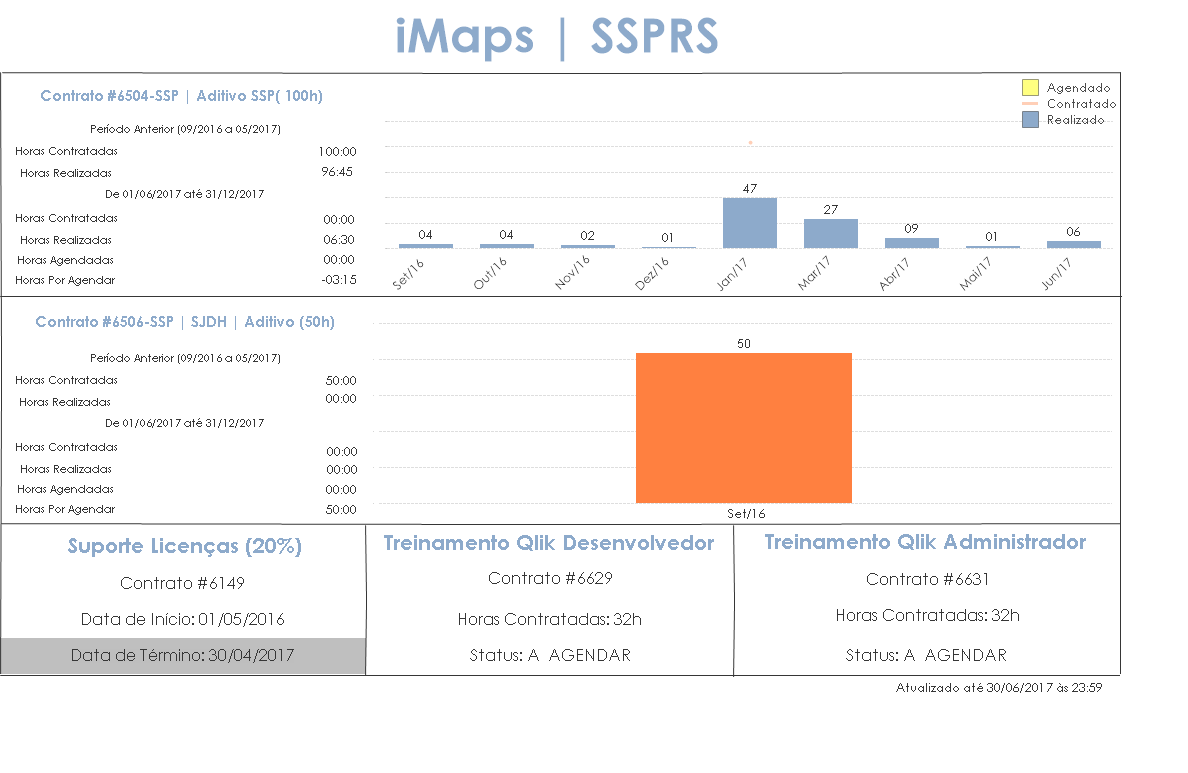 iMaps | SSPRS
Contrato #6504-SSP | Aditivo SSP( 100h)
Período Anterior (09/2016 a 05/2017)
Horas Contratadas 100:00
Horas Realizadas 96:45
De 01/06/2017 até 31/12/2017
Horas Contratadas 00:00
Horas Realizadas 06:30
Horas Agendadas 00:00
Horas Por Agendar -03:15
Agendado
Contratado
Realizado
04 04 02 01 47 27 09 01 06
Set/16 Out/16 Nov/16 Dez/16 Jan/17 Mar/17 Abr/17 Mai/17 Jun/17
Contrato #6506-SSP | SJDH | Aditivo (50h)
Período Anterior (09/2016 a 05/2017)
Horas Contratadas 50:00
Horas Realizadas 00:00
De 01/06/2017 até 31/12/2017
Horas Contratadas 00:00
Horas Realizadas 00:00
Horas Agendadas 00:00
Horas Por Agendar 50:00
50
Set/16
Suporte Licenças (20%)
Contrato #6149
Data de Início: 01/05/2016
Data de Término: 30/04/2017
Treinamento Qlik Desenvolvedor
Contrato #6629
Horas Contratadas: 32h
Status: A AGENDAR
Treinamento Qlik Administrador
Contrato #6631
Horas Contratadas: 32h
Status: A AGENDAR
Atualizado até 30/06/2017 às 23:59